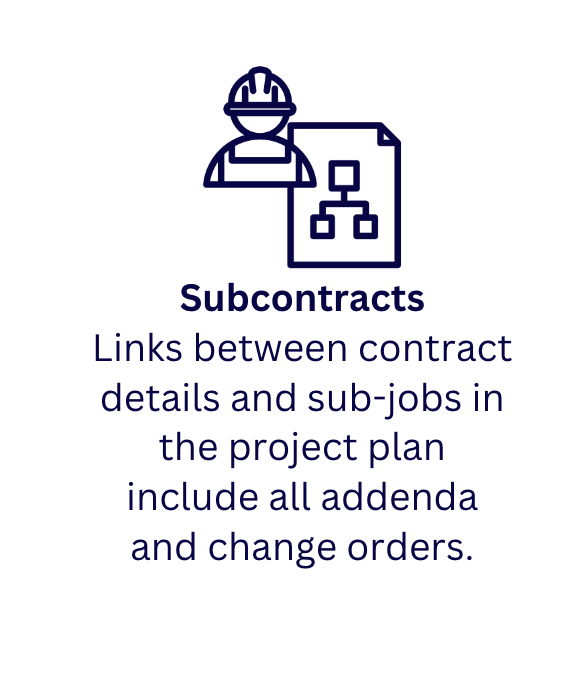 Subcontracts
Links between contract
details and sub-jobs in
the project plan
include all addenda
and change orders.